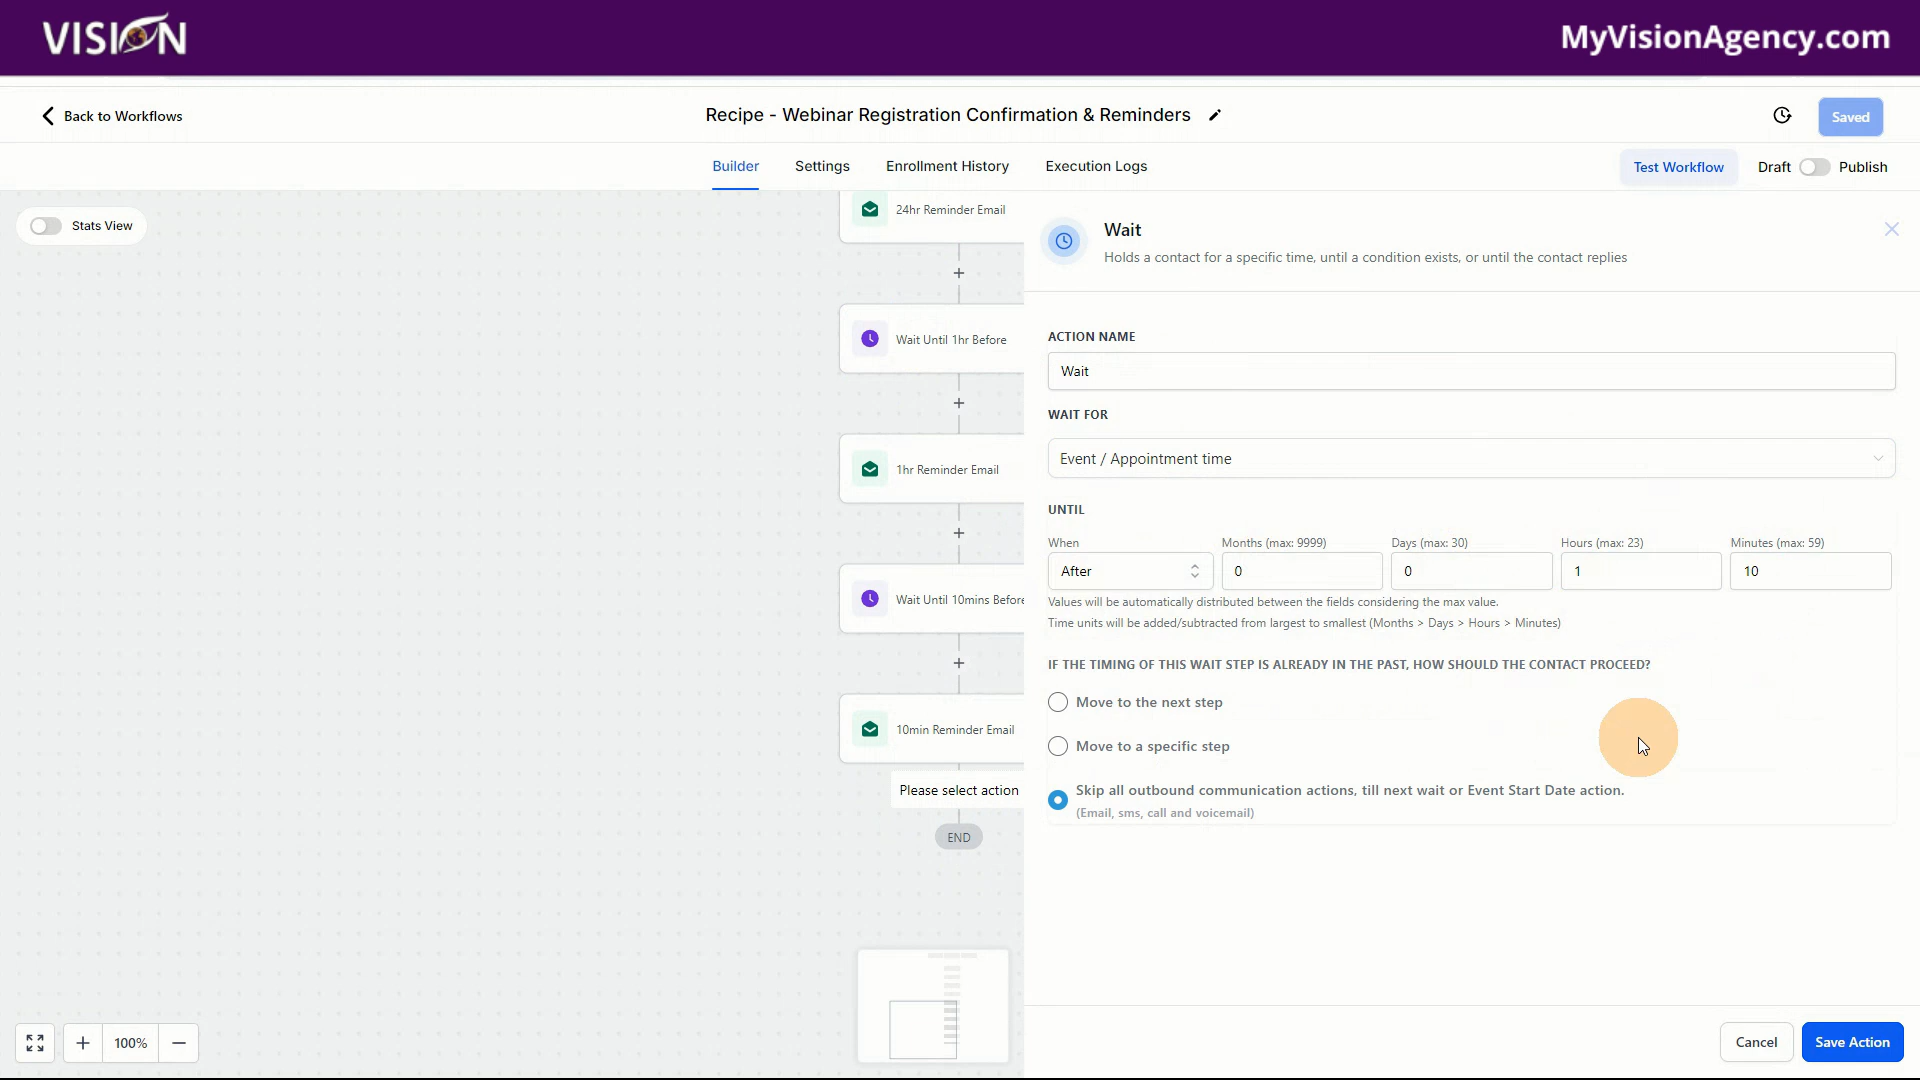 VISION
MyVisionAgency.com
Back to Workflows
Recipe - Webinar Registration Confirmation & Reminders
Saved
Builder
Settings
Enrollment History
Execution Logs
Test Workflow
Draft
Publish
Stats View
24hr Reminder Email
Wait Until 1hr Before
1hr Reminder Email
Wait Until 10mins Before
10min Reminder Email
Please select action
END
100%
Wait
Holds a contact for a specific time, until a condition exists, or until the contact replies
ACTION NAME
Wait
WAIT FOR
Event / Appointment time
UNTIL
When
Months (max: 9999)
Days (max: 30)
Hours (max: 23)
Minutes (max: 59)
After
0
0
1
10
Values will be automatically distributed between the fields considering the max value.
Time units will be added/subtracted from largest to smallest (Months > Days > Hours > Minutes)
IF THE TIMING OF THIS WAIT STEP IS ALREADY IN THE PAST, HOW SHOULD THE CONTACT PROCEED?
Move to the next step
Move to a specific step
Skip all outbound communication actions, till next wait or Event Start Date action.
(Email, sms, call and voicemail)
Cancel
Save Action